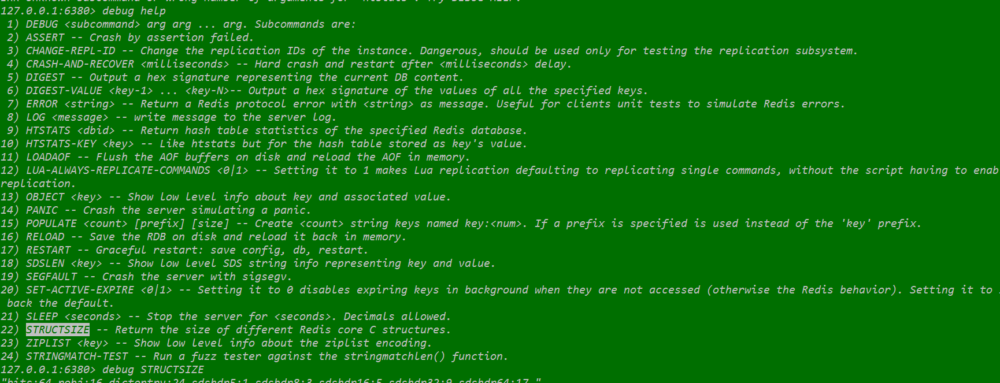 127.0.0.1:6380> debug help
1) DEBUG <subcommand> arg arg ... arg. Subcommands are:
2) ASSERT -- Crash by assertion failed.
3) CHANGE-REPL-ID -- Change the replication IDs of the instance. Dangerous, should be used only for testing the replication subsystem.
4) CRASH-AND-RECOVER <milliseconds> -- Hard crash and restart after <milliseconds> delay.
5) DIGEST -- Output a hex signature representing the current DB content.
6) DIGEST-VALUE <key-1> ... <key-N>-- Output a hex signature of the values of all the specified keys.
7) ERROR <string> -- Return a Redis protocol error with <string> as message. Useful for clients unit tests to simulate Redis errors.
8) LOG <message> -- write message to the server log.
9) HTSTATS <dbid> -- Return hash table statistics of the specified Redis database.
10) HTSTATS-KEY <key> -- Like htstats but for the hash table stored as key's value.
11) LOADAOF -- Flush the AOF buffers on disk and reload the AOF in memory.
12) LUA-ALWAYS-REPLICATE-COMMANDS <0|1> -- Setting it to 1 makes Lua replication defaulting to replicating single commands, without the script having to enab
replication.
13) OBJECT <key> -- Show low level info about key and associated value.
14) PANIC -- Crash the server simulating a panic.
15) POPULATE <count> [prefix] [size] -- Create <count> string keys named key:<num>. If a prefix is specified is used instead of the 'key' prefix.
16) RELOAD -- Save the RDB on disk and reload it back in memory.
17) RESTART -- Graceful restart: save config, db, restart.
18) SDSLEN <key> -- Show low level SDS string info representing key and value.
19) SEGFAULT -- Crash the server with sigsegv.
20) SET-ACTIVE-EXPIRE <0|1> -- Setting it to 0 disables expiring keys in background when they are not accessed (otherwise the Redis behavior). Setting it to
back the default.
21) SLEEP <seconds> -- Stop the server for <seconds>. Decimals allowed.
22) STRUCTSIZE -- Return the size of different Redis core C structures.
23) ZIPLIST <key> -- Show low level info about the ziplist encoding.
24) STRINGMATCH-TEST -- Run a fuzz tester against the stringmatchlen() function.
127.0.0.1:6380> debug STRUCTSIZE
"bits:64 robj:16 dictentry:24 sdshdr5:1 sdshdr8:3 sdshdr16:5 sdshdr32:9 sdshdr64:17 "